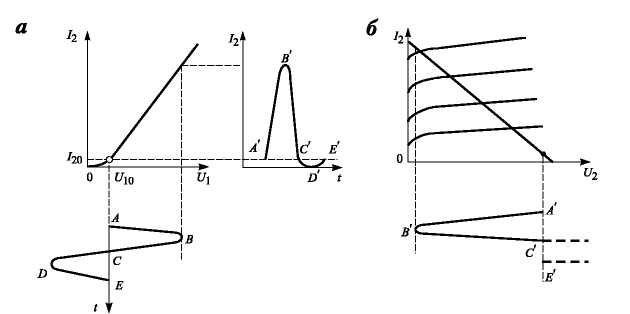 а
I2
I20
0
U10
U1
I2
A′
B′
C′
D′
E′
t
A
B
C
D
E
t
б
I2
0
U2
A′
B′
C′
E′